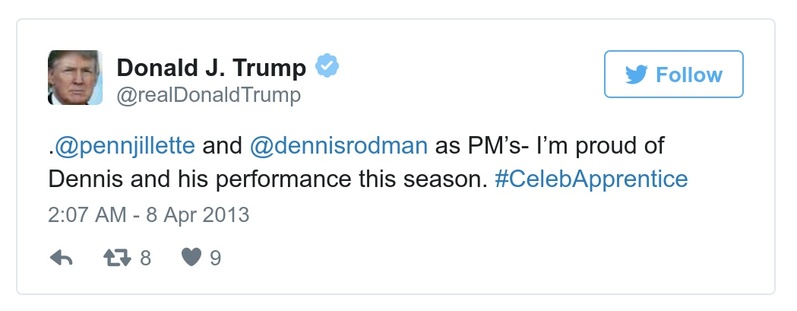 Donald J. Trump
@realDonaldTrump
Follow
.@pennjillette and @dennisrodman as PM’s- I’m proud of
Dennis and his performance this season. #CelebApprentice
2:07 AM - 8 Apr 2013
8 9